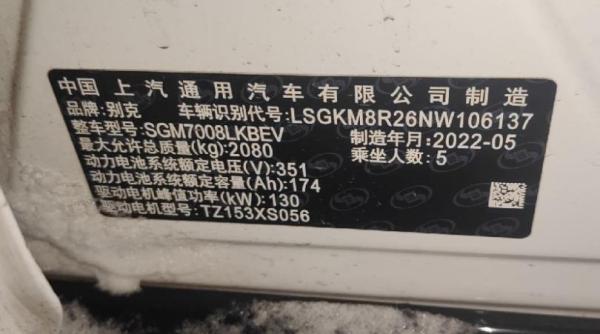 中国 上汽通用汽车有限公司制造
品牌:别克 车辆识别代号:LSGKM8R26NW106137
整车型号:SGM7008LKBEV 制造年月:2022-05
最大允许总质量(kg):2080 乘坐人数:5
动力电池系统额定电压(V):351
动力电池系统额定容量(Ah):174
驱动电机峰值功率(kW):130
驱动电机型号:TZ153XS056